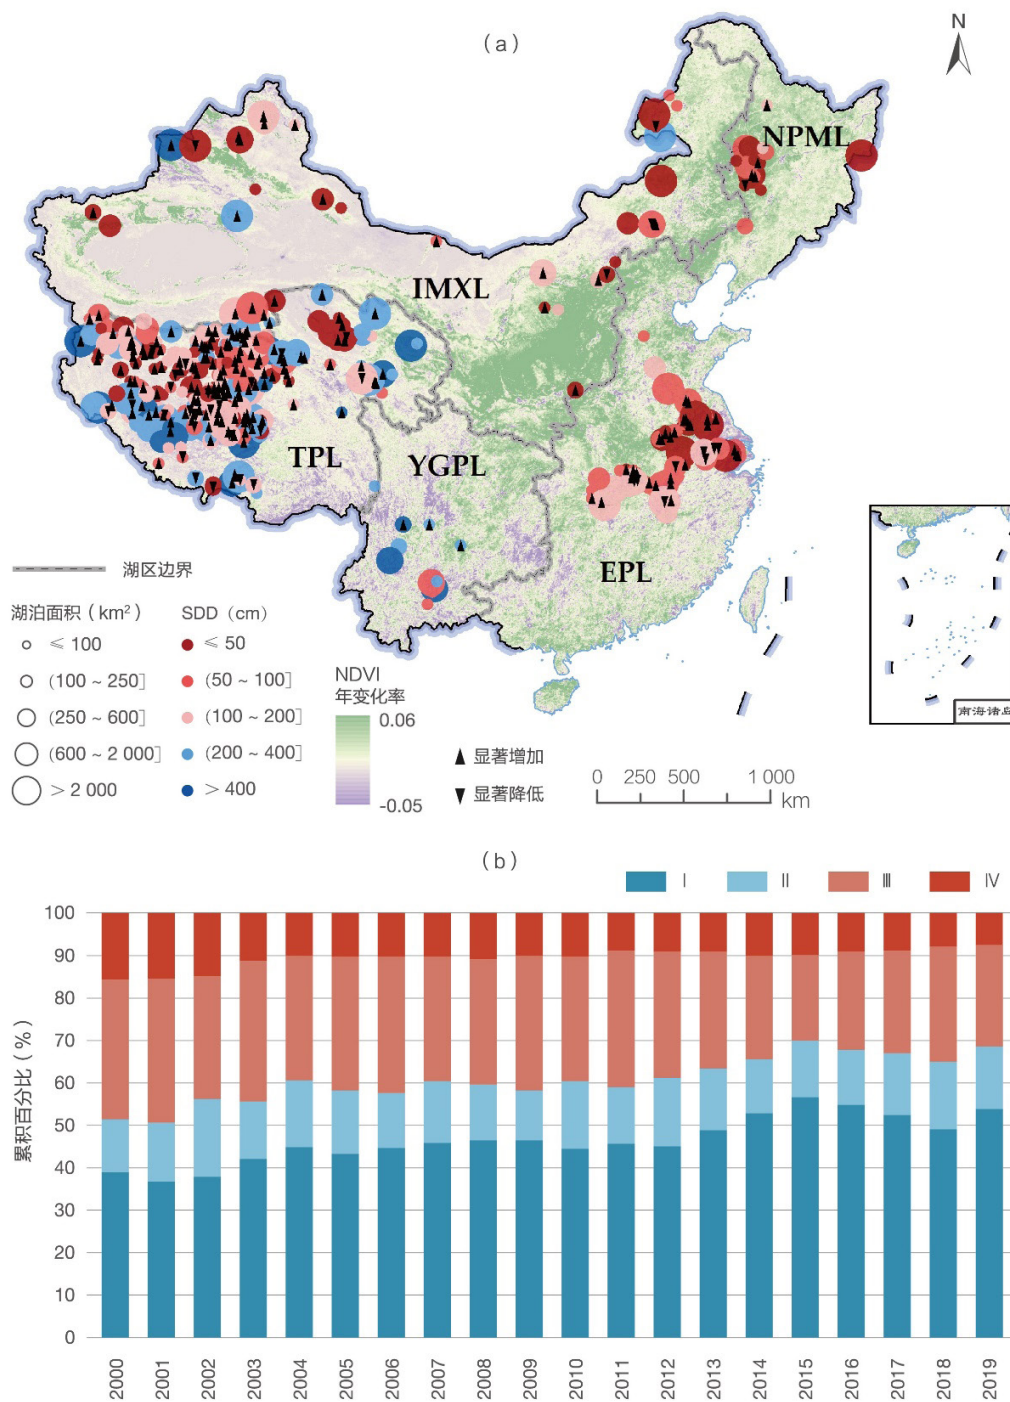 (a)
N
NPML
IMXL
TPL
YGPL
EPL
湖区边界
湖泊面积（km²） SDD（cm）
≤ 100 ≤ 50
(100 ~ 250] (50 ~ 100]
(250 ~ 600] (100 ~ 200]
(600 ~ 2 000] (200 ~ 400]
> 2 000 > 400
NDVI
年变化率
0.06
-0.05
显著增加
显著降低
0 250 500 1 000
km
南海诸岛
(b)
I II III IV
累积百分比（%）
100
90
80
70
60
50
40
30
20
10
0
2000 2001 2002 2003 2004 2005 2006 2007 2008 2009 2010 2011 2012 2013 2014 2015 2016 2017 2018 2019